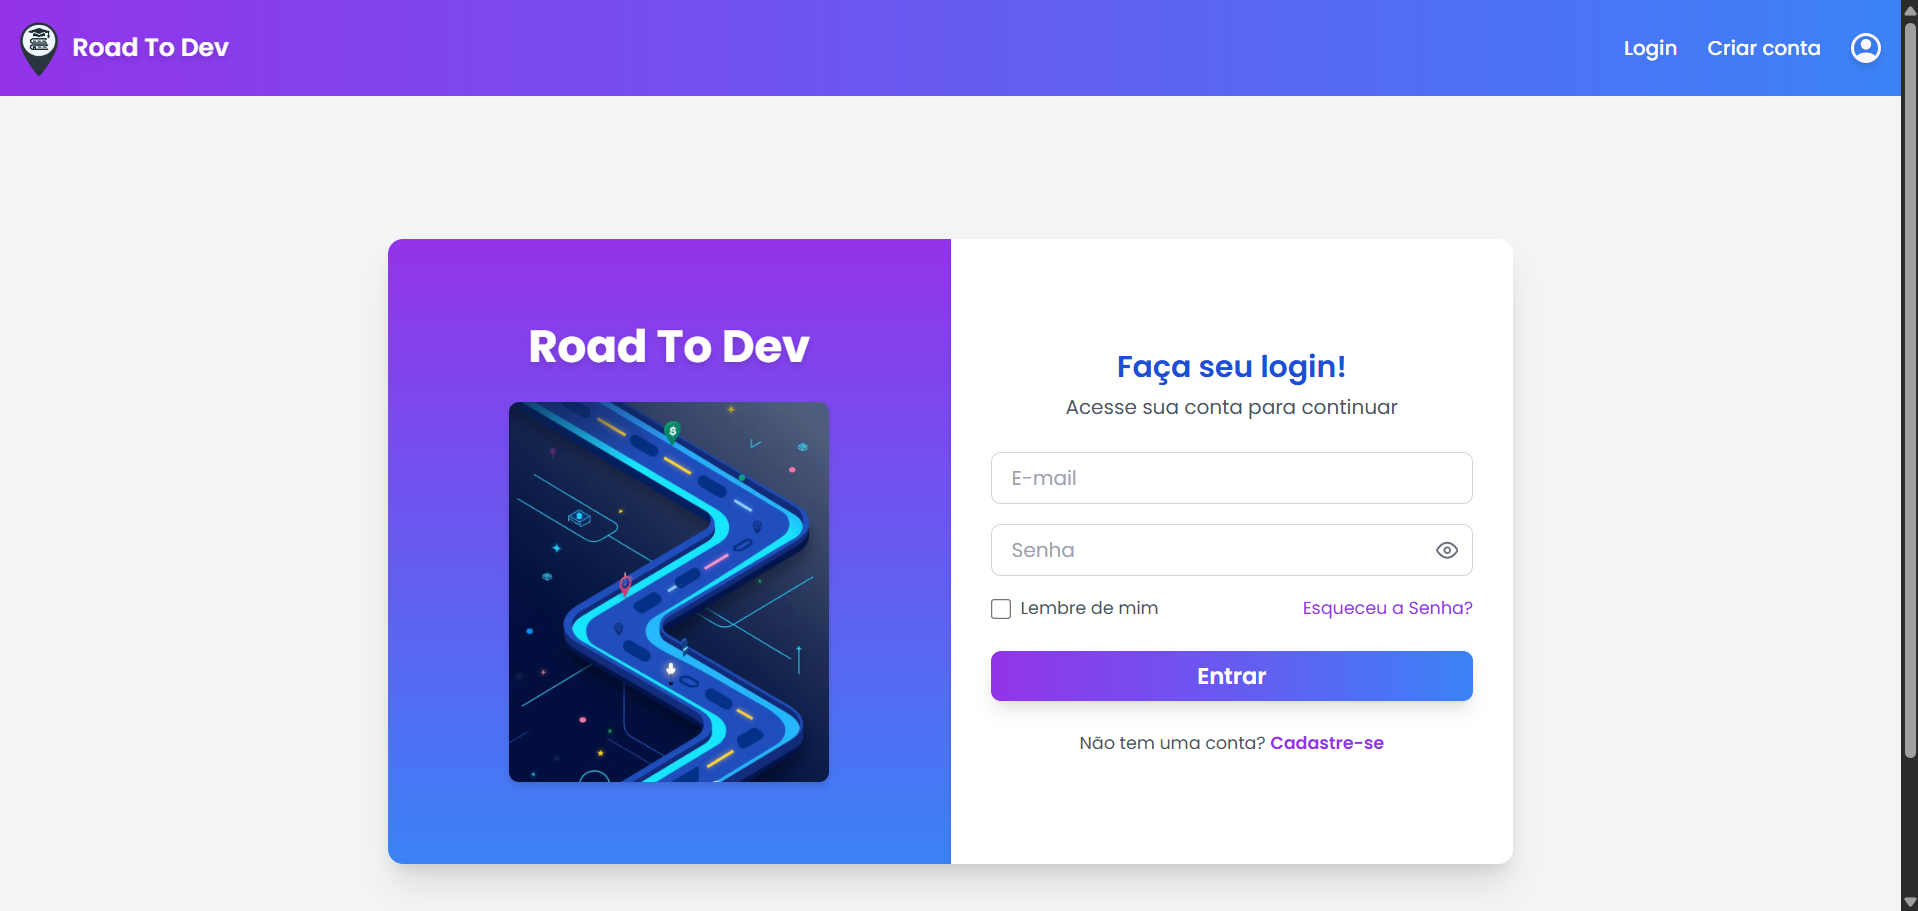 Road To Dev
Login
Criar conta
Road To Dev
Faça seu login!
Acesse sua conta para continuar
E-mail
Senha
Lembre de mim
Esqueceu a Senha?
Entrar
Não tem uma conta? Cadastre-se